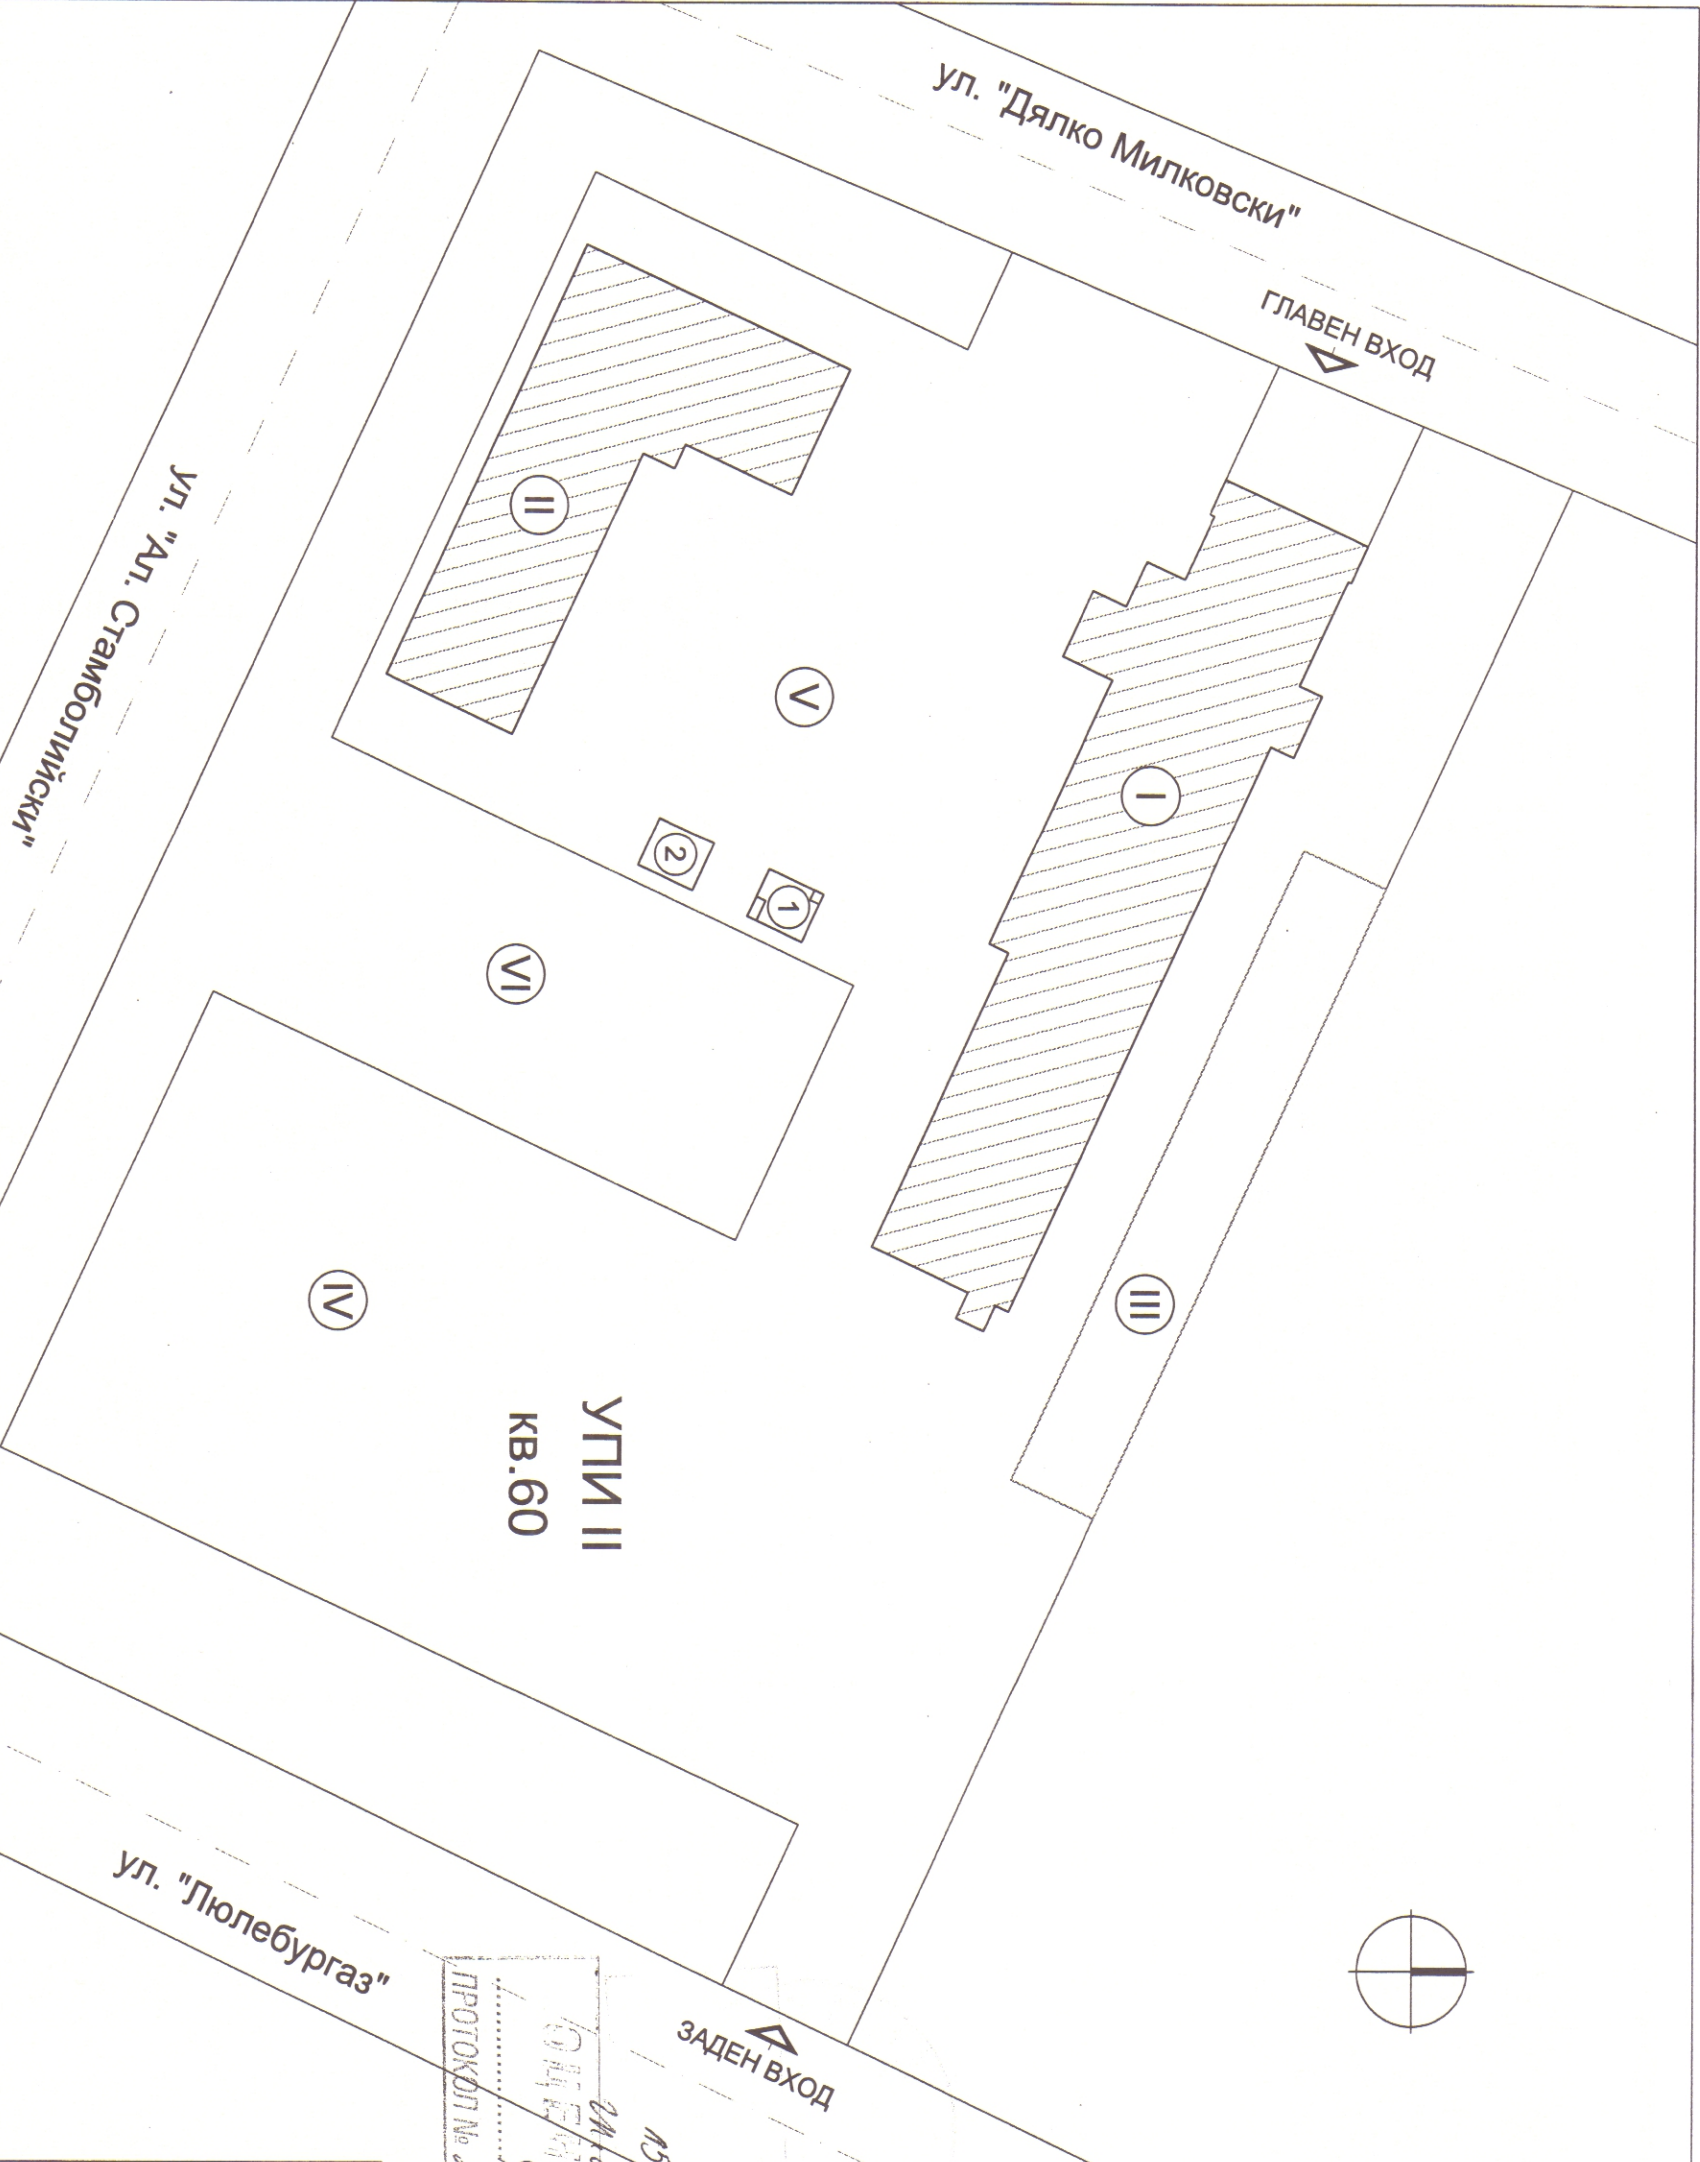 ул. "Дялко Милковски"
ГЛАВЕН ВХОД
II
V
I
ул. "Ал. Стамболийски"
2
1
VI
IV
III
УПИ II
кв.60
ул. "Люлебургаз"
ЗАДЕН ВХОД
ПРОТОКОЛ №